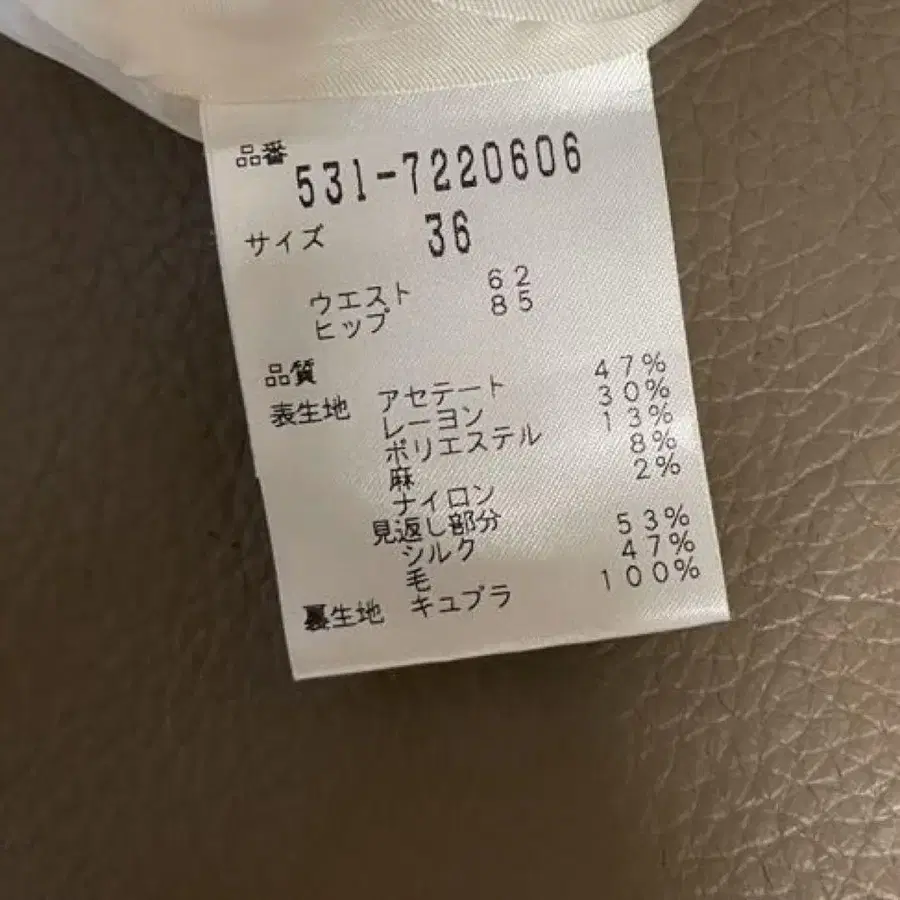 品番 531-7220606
サイズ 36
ウエスト 62
ヒップ 85
品質
表生地 アセテート 47%
レーヨン 30%
ポリエステル 13%
麻 8%
ナイロン 2%
見返し部分
シルク 53%
毛 47%
裏生地 キュプラ 100%